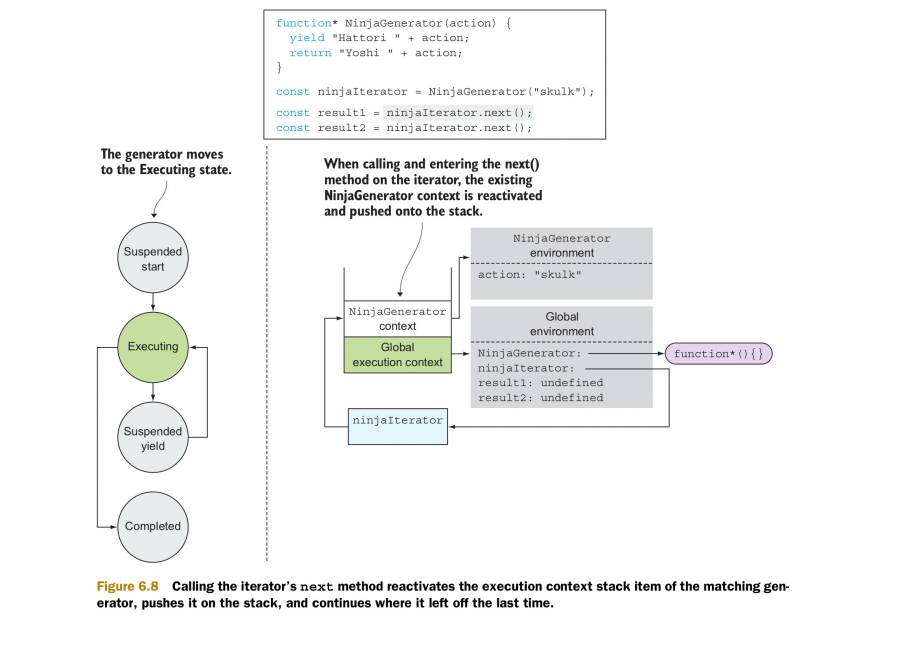 function* NinjaGenerator(action) {
yield "Hattori " + action;
return "Yoshi " + action;
}
const ninjaIterator = NinjaGenerator("skulk");
const result1 = ninjaIterator.next();
const result2 = ninjaIterator.next();
The generator moves
to the Executing state.
Suspended
start
Executing
Suspended
yield
Completed
When calling and entering the next()
method on the iterator, the existing
NinjaGenerator context is reactivated
and pushed onto the stack.
NinjaGenerator
context
Global
execution context
ninjaIterator
NinjaGenerator
environment
action: "skulk"
Global
environment
NinjaGenerator:
ninjaIterator:
result1: undefined
result2: undefined
function*(){}
Figure 6.8 Calling the iterator's next method reactivates the execution context stack item of the matching gen-
erator, pushes it on the stack, and continues where it left off the last time.